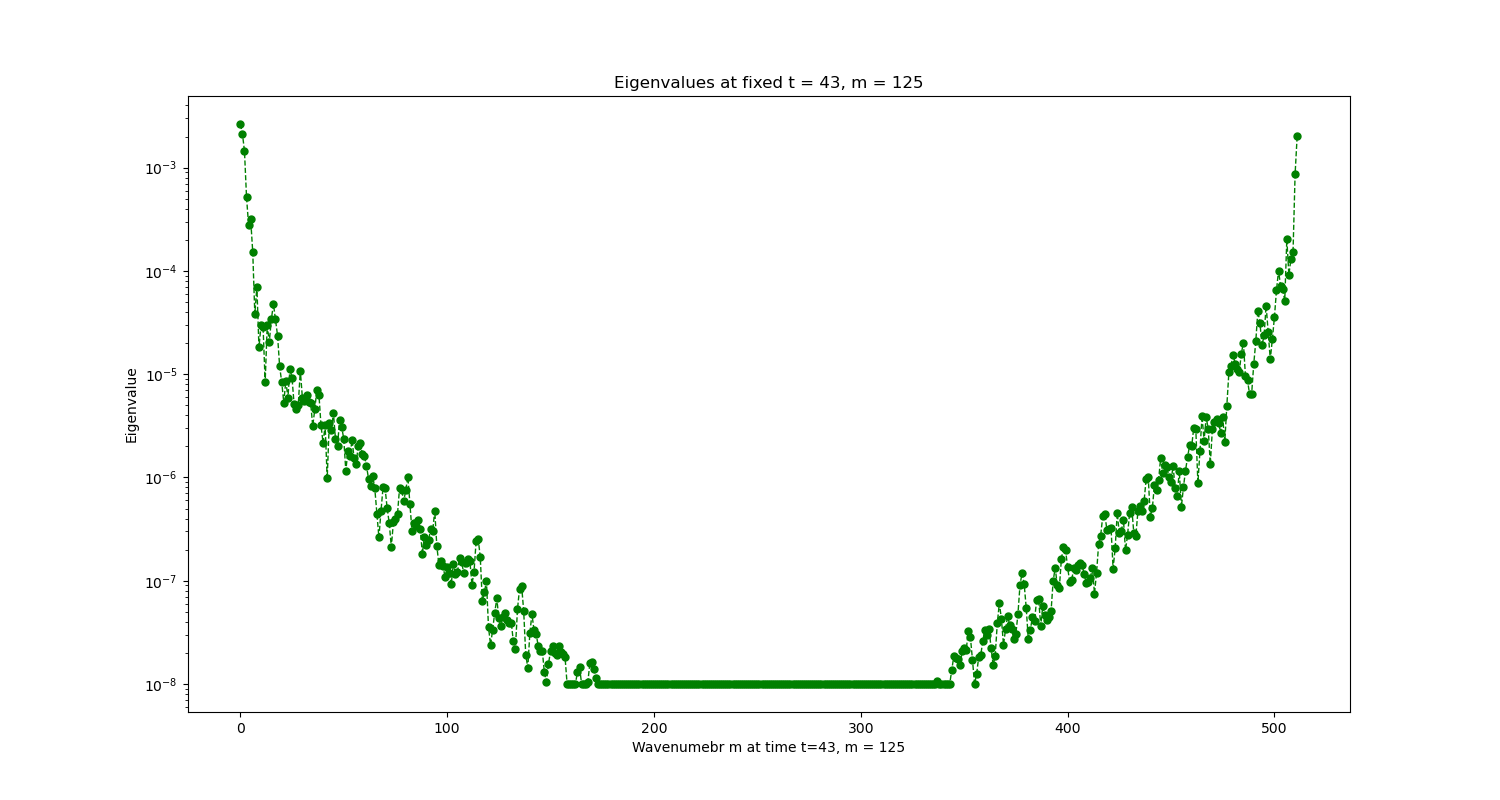 Eigenvalues at fixed t = 43, m = 125
10⁻³
10⁻⁴
10⁻⁵
10⁻⁶
10⁻⁷
10⁻⁸
Eigenvalue
0 100 200 300 400 500
Wavenumebr m at time t=43, m = 125